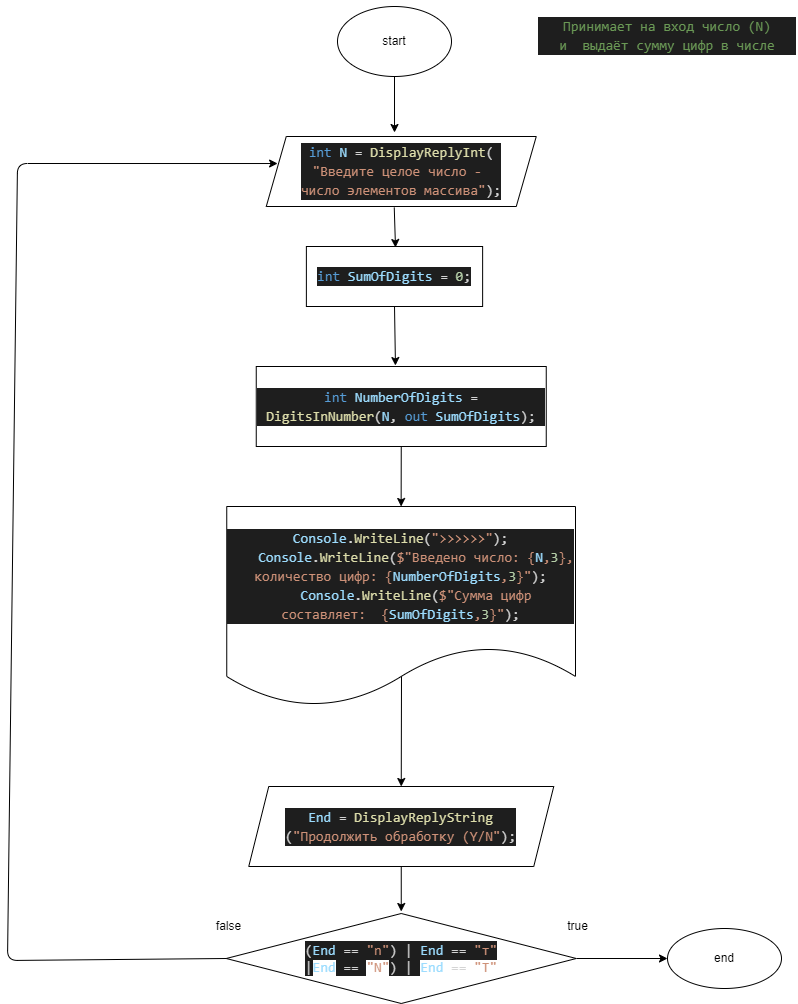 start
Принимает на вход число (N)
и выдаёт сумму цифр в числе
int N = DisplayReplyInt(
"Введите целое число -
число элементов массива");
int SumOfDigits = 0;
int NumberOfDigits =
DigitsInNumber(N, out SumOfDigits);
Console.WriteLine(">>>>>>");
Console.WriteLine($"Введено число: {N,3},
количество цифр: {NumberOfDigits,3}");
Console.WriteLine($"Сумма цифр
составляет: {SumOfDigits,3}");
End = DisplayReplyString
("Продолжить обработку (Y/N");
false
true
(End == "n") | End == "т"
|End == "N") | End == "Т"
end